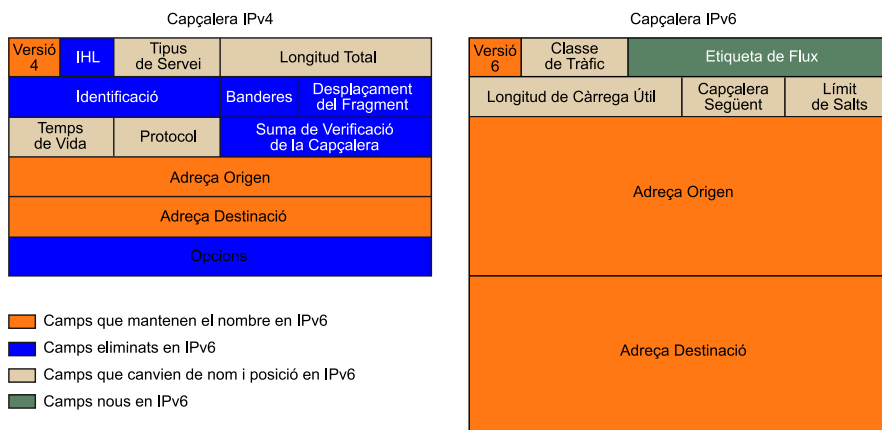 Capçalera IPv4
Versió
4
IHL
Tipus
de Servei
Longitud Total
Identificació
Banderes
Desplaçament
del Fragment
Temps
de Vida
Protocol
Suma de Verificació
de la Capçalera
Adreça Origen
Adreça Destinació
Opcions
Camps que mantenen el nombre en IPv6
Camps eliminats en IPv6
Camps que canvien de nom i posició en IPv6
Camps nous en IPv6
Capçalera IPv6
Versió
6
Classe
de Tràfic
Etiqueta de Flux
Longitud de Càrrega Útil
Capçalera
Següent
Límit
de Salts
Adreça Origen
Adreça Destinació